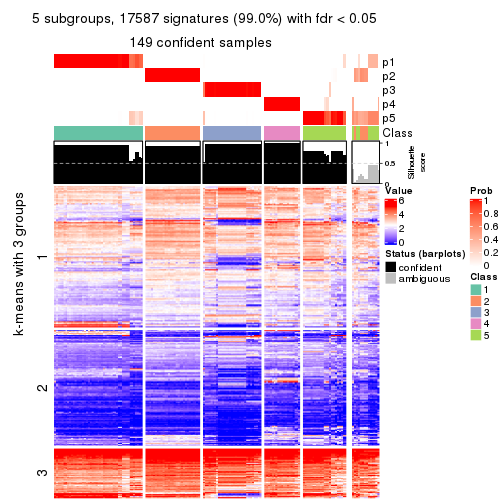 5 subgroups, 17587 signatures (99.0%) with fdr < 0.05
149 confident samples
p1
p2
p3
p4
p5
Class
1
0.5
0
Silhouette
score
k-means with 3 groups
1
2
3
Value
6
4
2
0
Status (barplots)
confident
ambiguous
Prob
1
0.8
0.6
0.4
0.2
0
Class
1
2
3
4
5